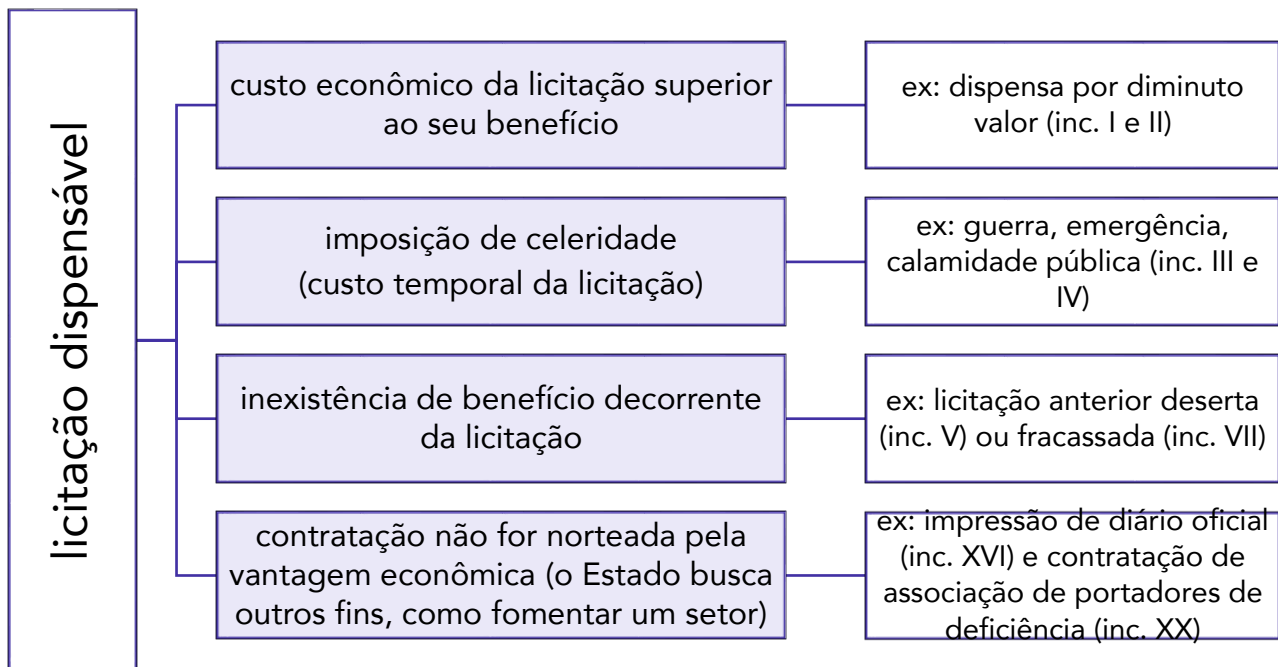 licitação dispensável
custo econômico da licitação superior
ao seu benefício
ex: dispensa por diminuto
valor (inc. I e II)
imposição de celeridade
(custo temporal da licitação)
ex: guerra, emergência,
calamidade pública (inc. III e
IV)
inexistência de benefício decorrente
da licitação
ex: licitação anterior deserta
(inc. V) ou fracassada (inc. VII)
contratação não for norteada pela
vantagem econômica (o Estado busca
outros fins, como fomentar um setor)
ex: impressão de diário oficial
(inc. XVI) e contratação de
associação de portadores de
deficiência (inc. XX)